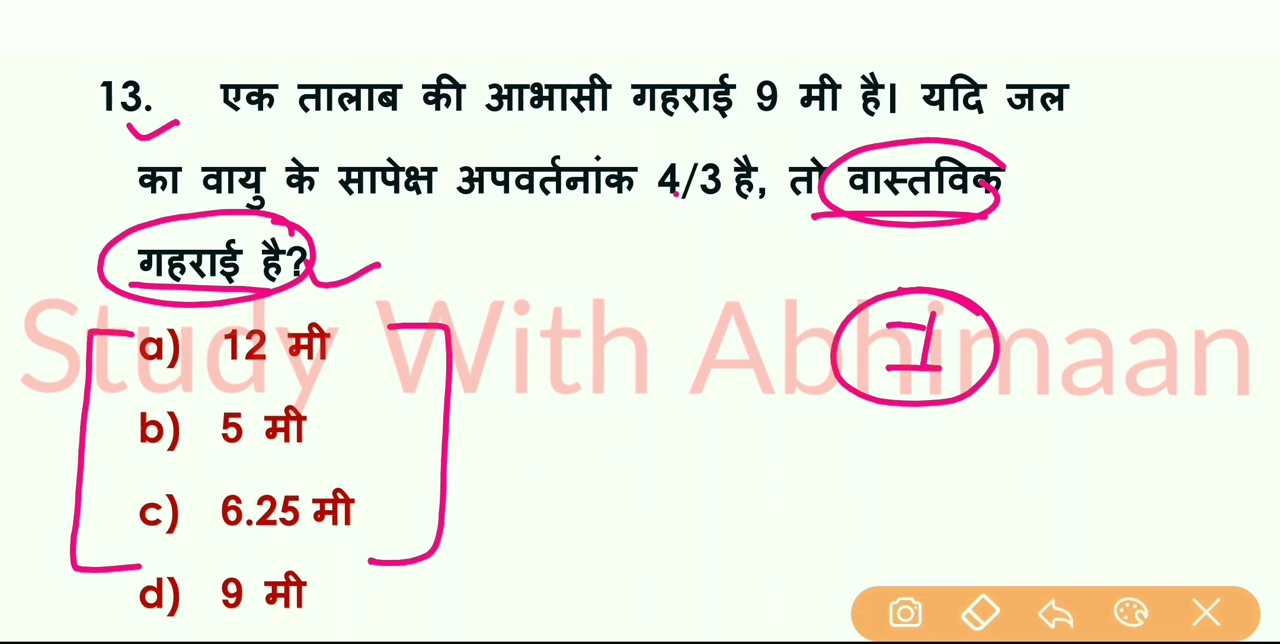 13. एक तालाब की आभासी गहराई 9 मी है। यदि जल
का वायु के सापेक्ष अपवर्तनांक 4/3 है, तो वास्तविक
गहराई है?
Study With Abhimaan
a) 12 मी
b) 5 मी
c) 6.25 मी
d) 9 मी